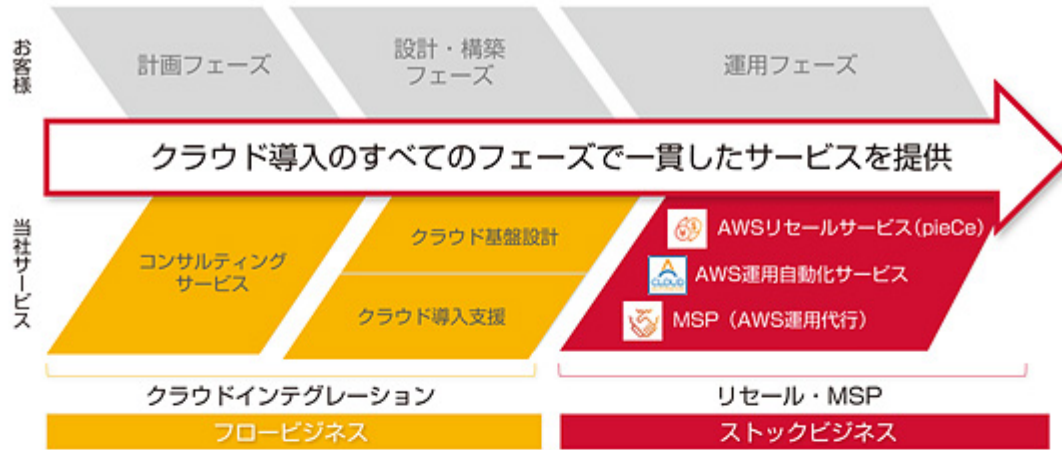 お客様
計画フェーズ
設計・構築
フェーズ
運用フェーズ
クラウド導入のすべてのフェーズで一貫したサービスを提供
当社サービス
コンサルティング
サービス
クラウド基盤設計
クラウド導入支援
AWSリセールサービス(pieCe)
CLOUD
AWS運用自動化サービス
MSP（AWS運用代行）
クラウドインテグレーション
リセール・MSP
フロービジネス
ストックビジネス